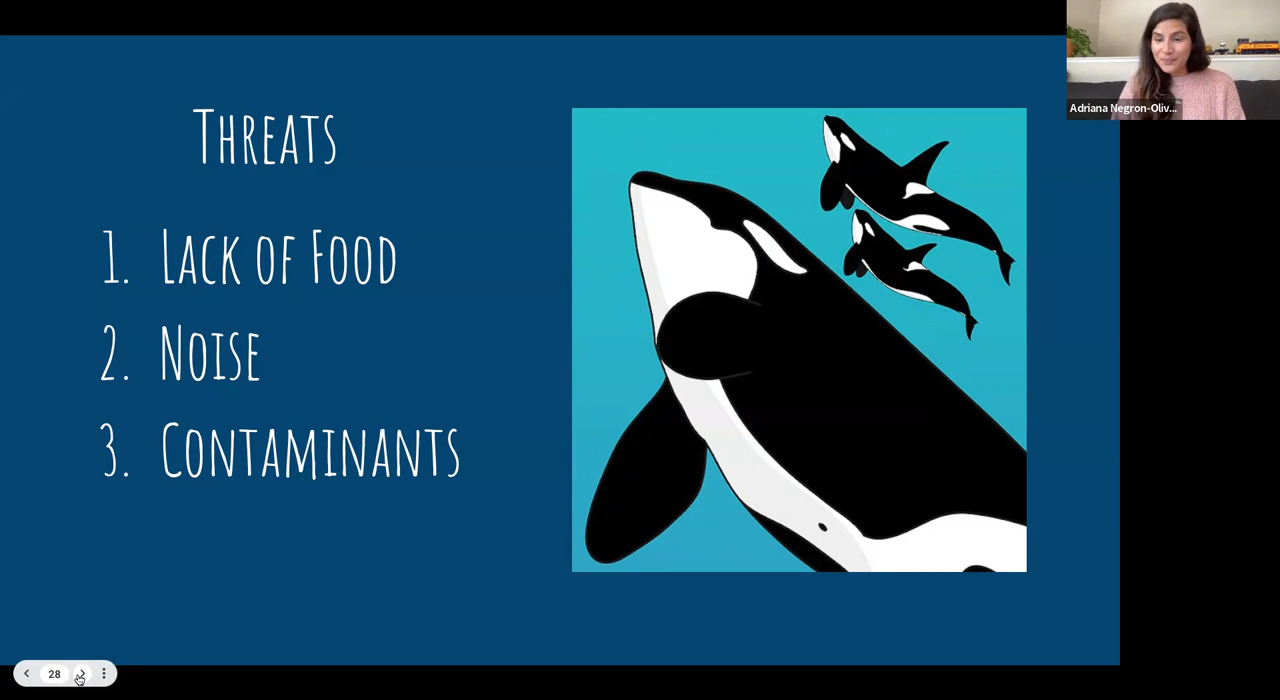 Threats
1. Lack of Food
2. Noise
3. Contaminants
Adriana Negron-Oliv...
28